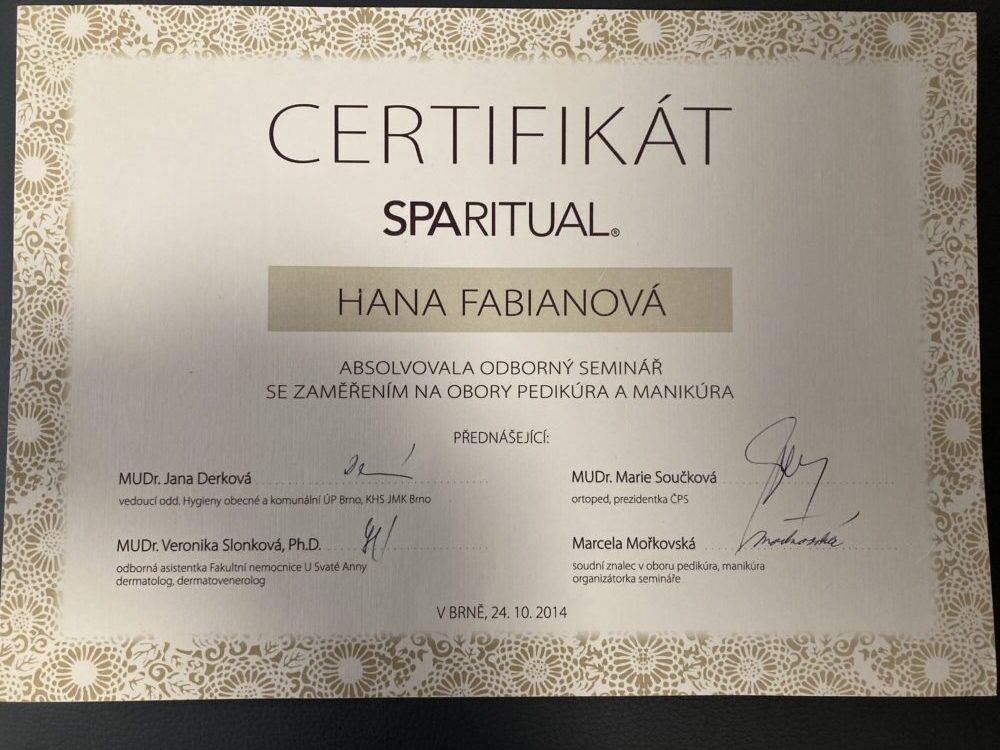 CERTIFIKÁT
SPARITUAL®
HANA FABIANOVÁ
ABSOLVOVALA ODBORNÝ SEMINÁŘ
SE ZAMĚŘENÍM NA OBORY PEDIKÚRA A MANIKÚRA
PŘEDNÁŠEJÍCÍ:
MUDr. Jana Derková
vedoucí odd. Hygieny obecné a komunální ÚP Brno, KHS JMK Brno
MUDr. Marie Součková
ortoped, prezidentka ČPS
MUDr. Veronika Slonková, Ph.D.
odborná asistentka Fakultní nemocnice U Svaté Anny
dermatolog, dermatovenerolog
Marcela Mořkovská
soudní znalec v oboru pedikúra, manikúra
organizátorka semináře
V BRNĚ, 24. 10. 2014